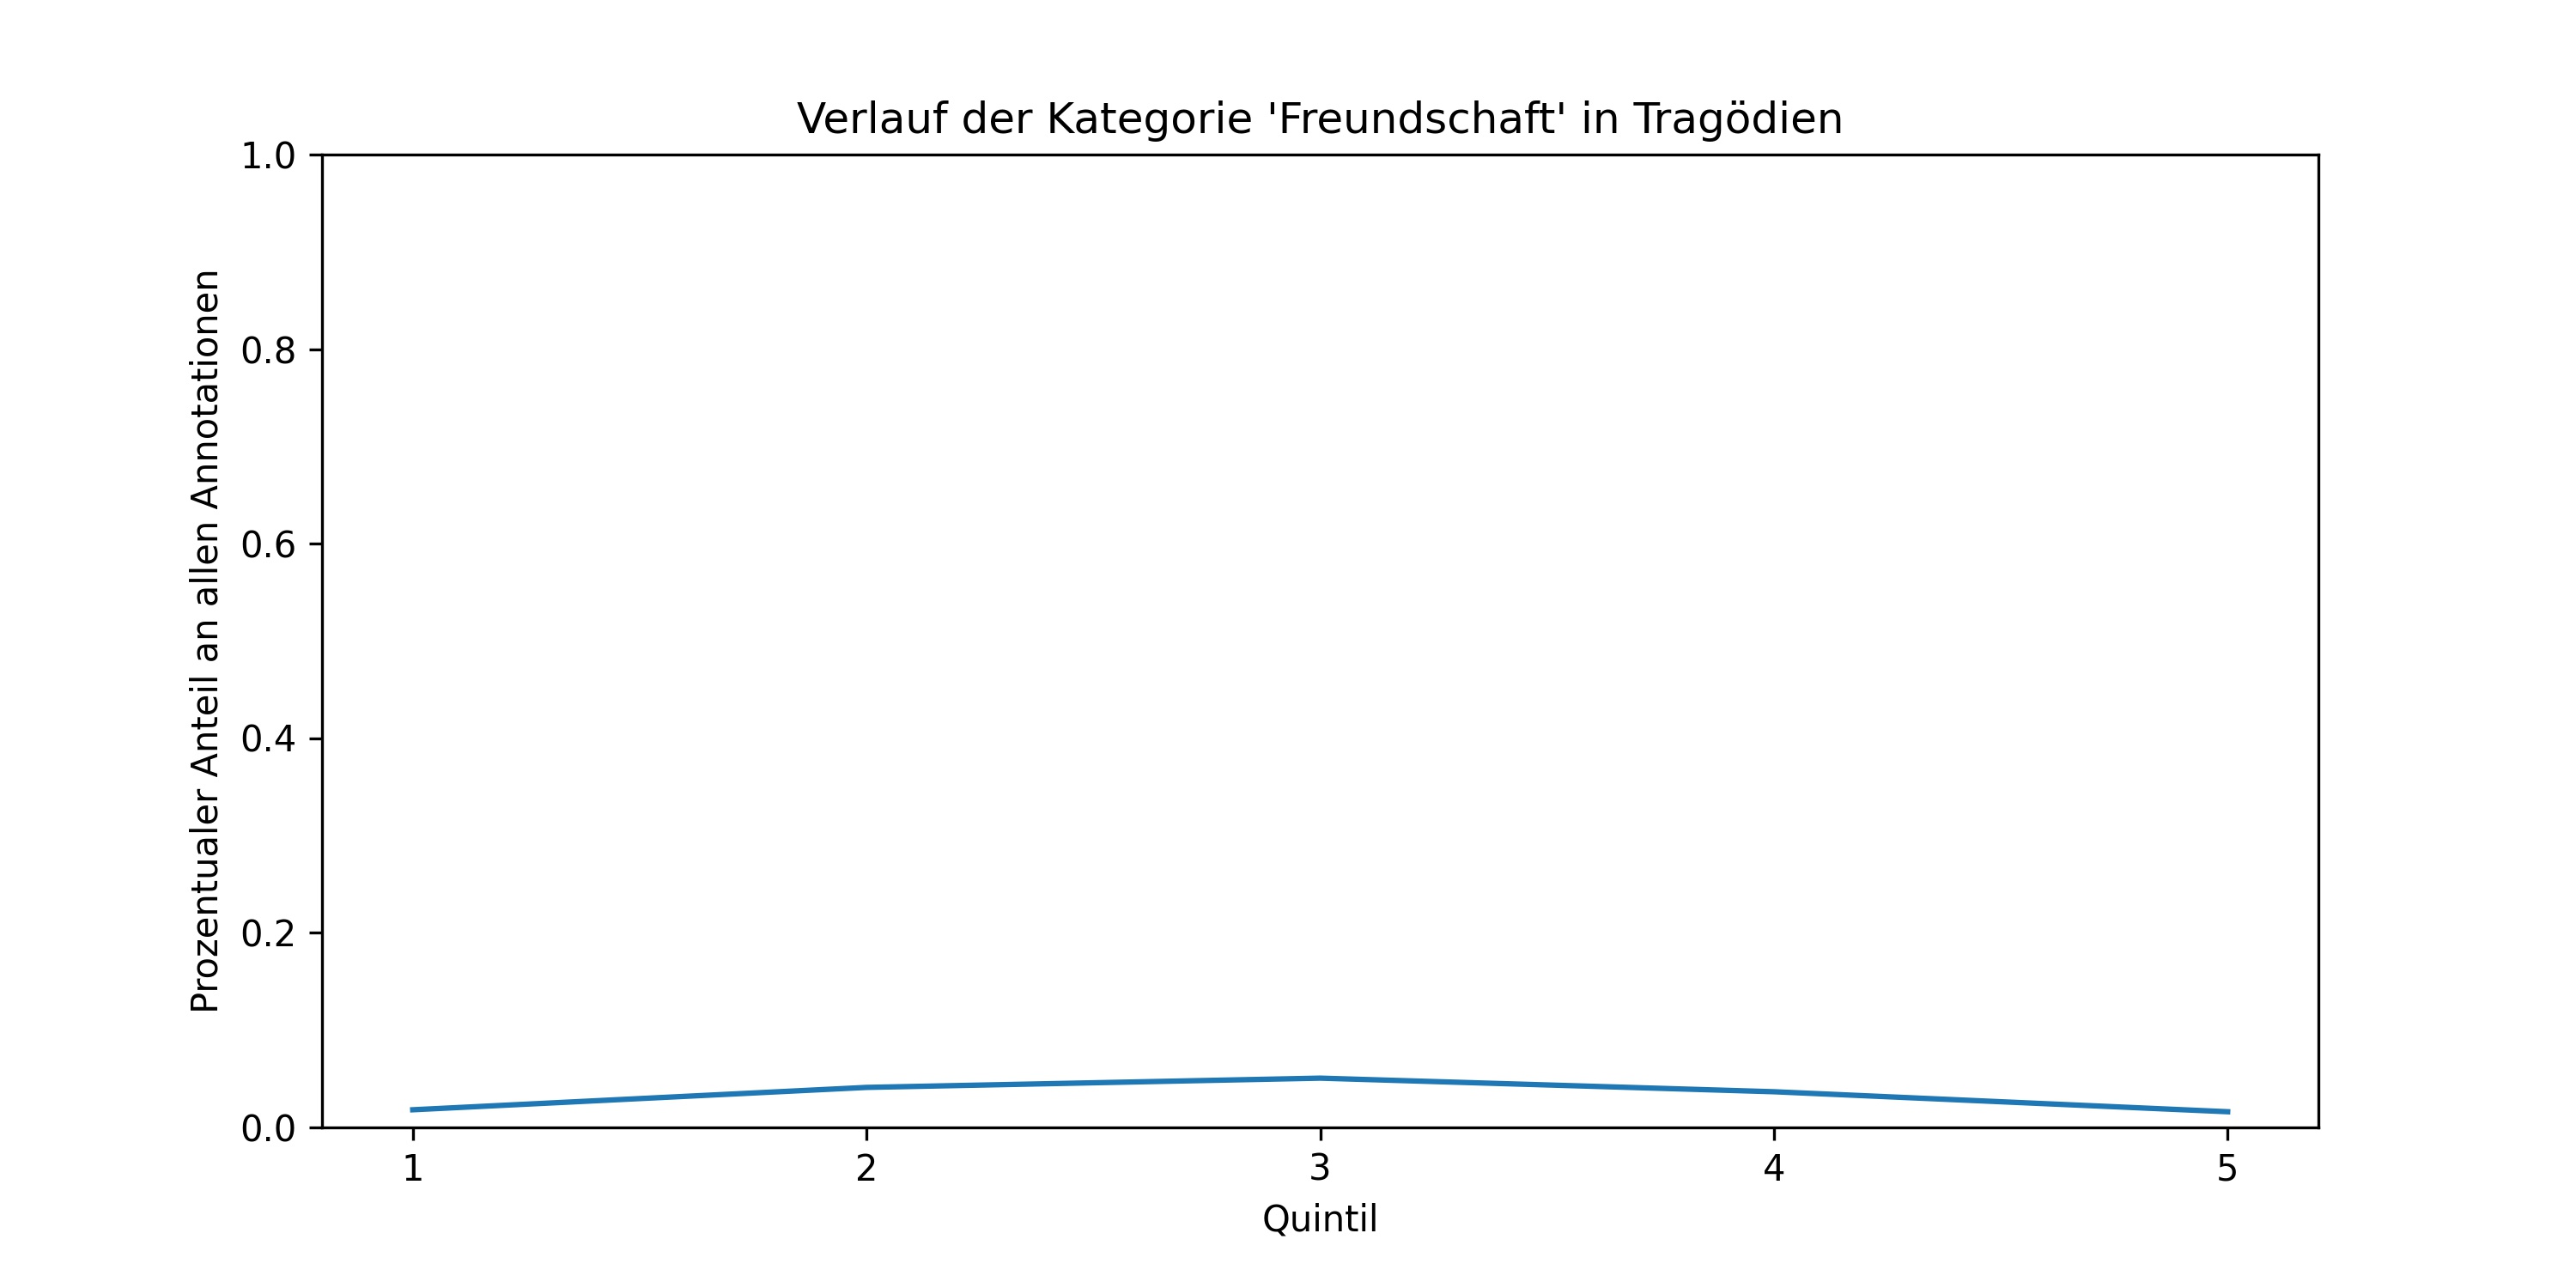 Verlauf der Kategorie 'Freundschaft' in Tragödien
Prozentualer Anteil an allen Annotationen
1.0
0.8
0.6
0.4
0.2
0.0
1 2 3 4 5
Quintil